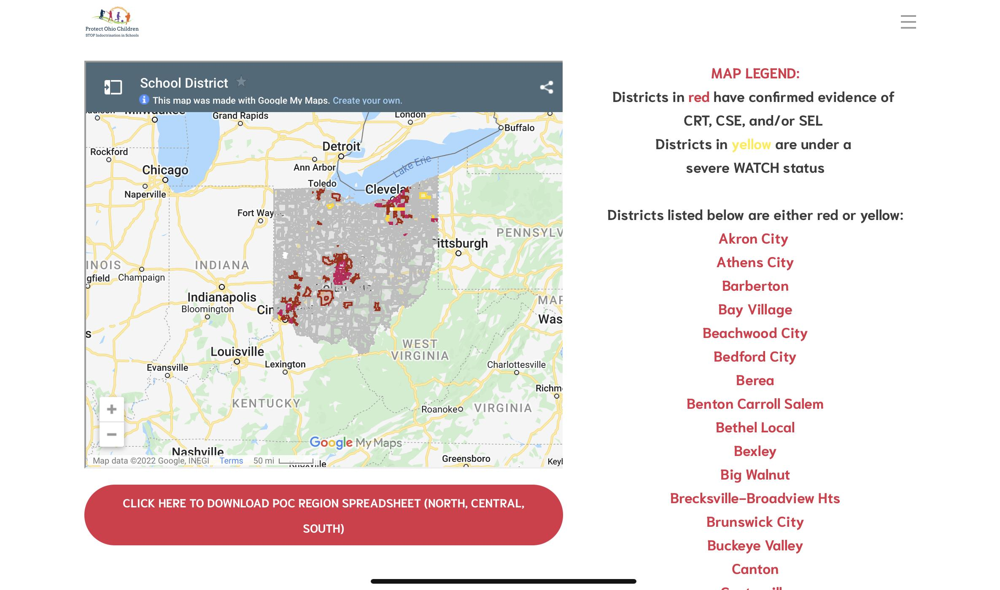 Protect Ohio Children
STOP Indoctrination in Schools
School District
This map was made with Google My Maps. Create your own.
Grand Rapids
London
Buffalo
Rockford
Detroit
Chicago
Ann Arbor
Lake Erie
Toledo
Clevela
Naperville
Fort Way
PENNSYLV
ittsburgh
INOIS
INDIANA
gfield
Champaign
Indianapolis
MAR
Bloomington
Cin
Was
s
WEST
VIRGINIA
Louisville
Lexington
Charlottesville
Evansville
Richm
KENTUCKY
Roanoke
VIRGINIA
Google My Maps
Nashville
Greensboro
Map data ©2022 Google, INEGI Terms 50 mi
Knoxville
Keyl
CLICK HERE TO DOWNLOAD POC REGION SPREADSHEET (NORTH, CENTRAL,
SOUTH)
MAP LEGEND:
Districts in red have confirmed evidence of
CRT, CSE, and/or SEL
Districts in yellow are under a
severe WATCH status
Districts listed below are either red or yellow:
Akron City
Athens City
Barberton
Bay Village
Beachwood City
Bedford City
Berea
Benton Carroll Salem
Bethel Local
Bexley
Big Walnut
Brecksville-Broadview Hts
Brunswick City
Buckeye Valley
Canton